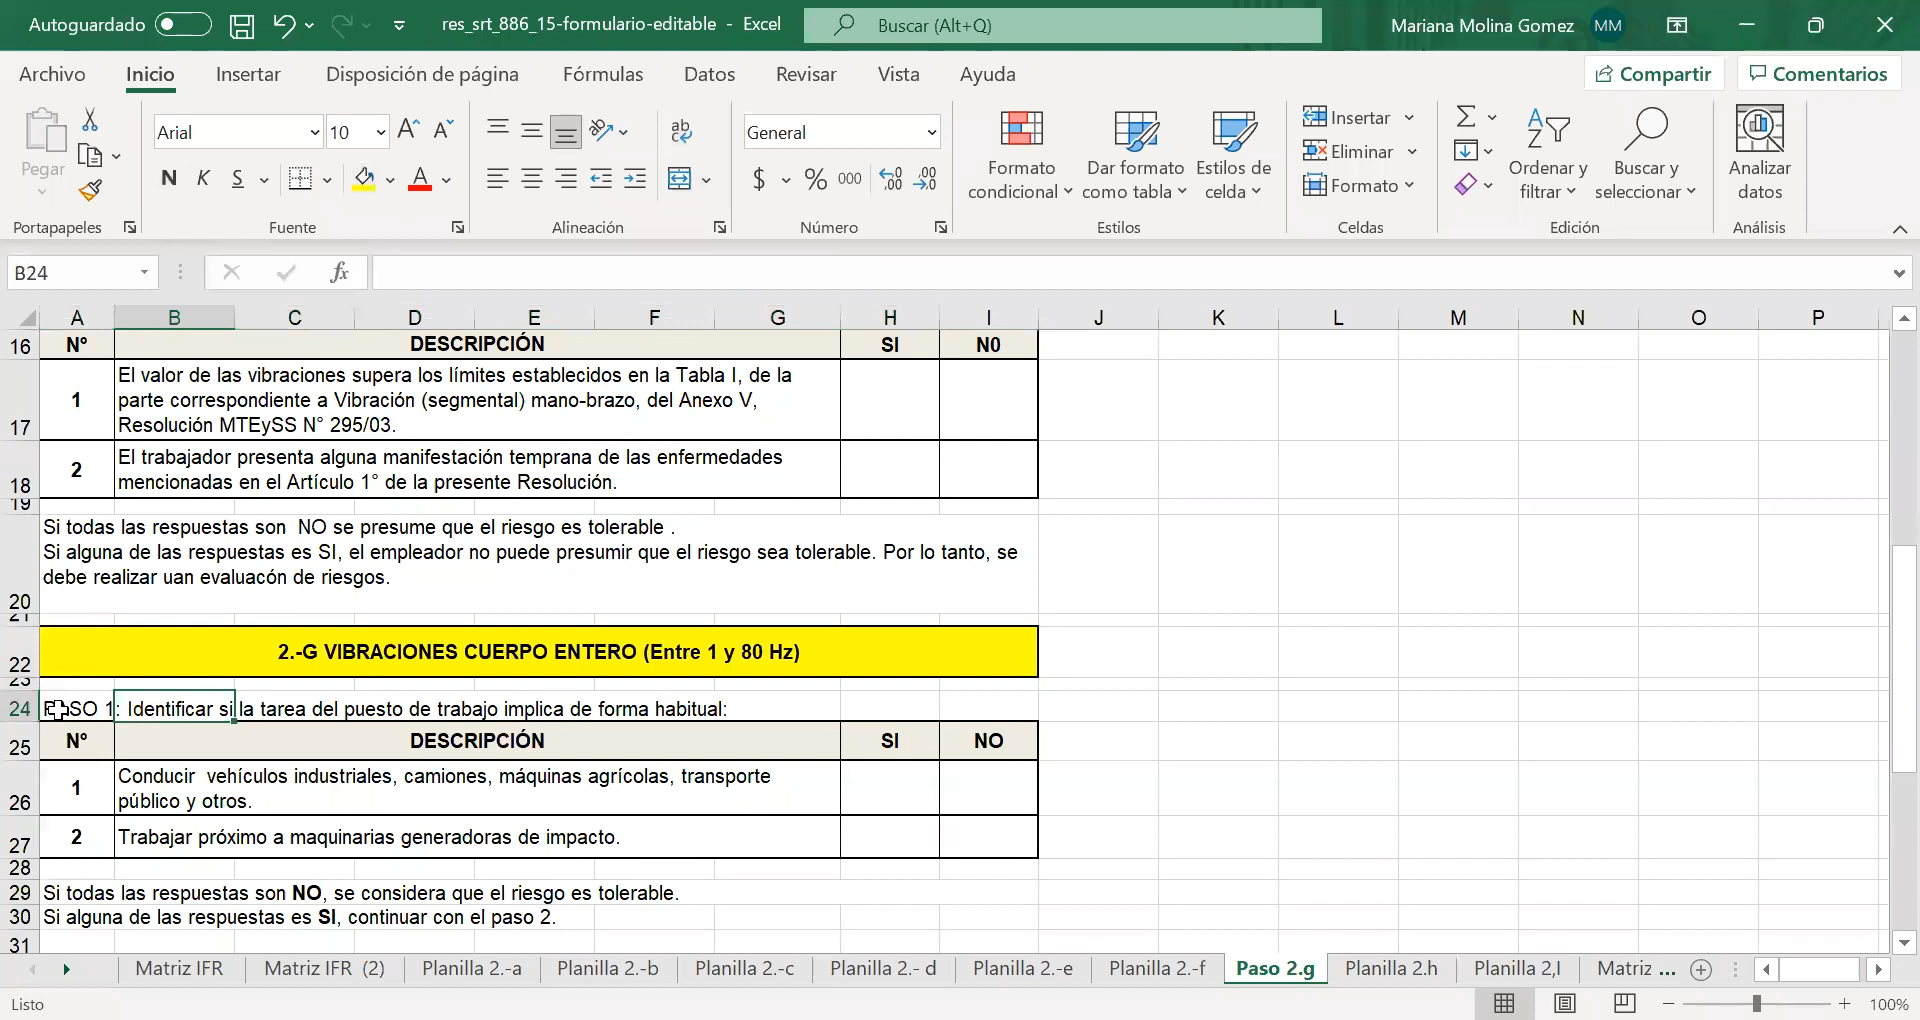 Autoguardado
res_srt_886_15-formulario-editable - Excel
Buscar (Alt+Q)
Mariana Molina Gomez MM
Archivo Inicio Insertar Disposición de página Fórmulas Datos Revisar Vista Ayuda
Compartir Comentarios
Pegar
Arial 10
N K S
General
$ % 000
Formato condicional
Dar formato como tabla
Estilos de celda
Insertar
Eliminar
Formato
Ordenar y filtrar
Buscar y seleccionar
Analizar datos
Portapapeles Fuente Alineación Número Estilos Celdas Edición Análisis
B24 fx
A B C D E F G H I J K L M N O P
16 N° DESCRIPCIÓN SI N0
17 1 El valor de las vibraciones supera los límites establecidos en la Tabla I, de la
parte correspondiente a Vibración (segmental) mano-brazo, del Anexo V,
Resolución MTEySS N° 295/03.
18 2 El trabajador presenta alguna manifestación temprana de las enfermedades
mencionadas en el Artículo 1° de la presente Resolución.
19
20 Si todas las respuestas son NO se presume que el riesgo es tolerable .
Si alguna de las respuestas es SI, el empleador no puede presumir que el riesgo sea tolerable. Por lo tanto, se
debe realizar uan evaluacón de riesgos.
21
22 2.-G VIBRACIONES CUERPO ENTERO (Entre 1 y 80 Hz)
23
24 PASO 1: Identificar si la tarea del puesto de trabajo implica de forma habitual:
25 N° DESCRIPCIÓN SI NO
26 1 Conducir vehículos industriales, camiones, máquinas agrícolas, transporte
público y otros.
27 2 Trabajar próximo a maquinarias generadoras de impacto.
28
29 Si todas las respuestas son NO, se considera que el riesgo es tolerable.
30 Si alguna de las respuestas es SI, continuar con el paso 2.
31
Matriz IFR Matriz IFR (2) Planilla 2.-a Planilla 2.-b Planilla 2.-c Planilla 2.- d Planilla 2.-e Planilla 2.-f Paso 2.g Planilla 2.h Planilla 2,I Matriz ...
Listo 100%